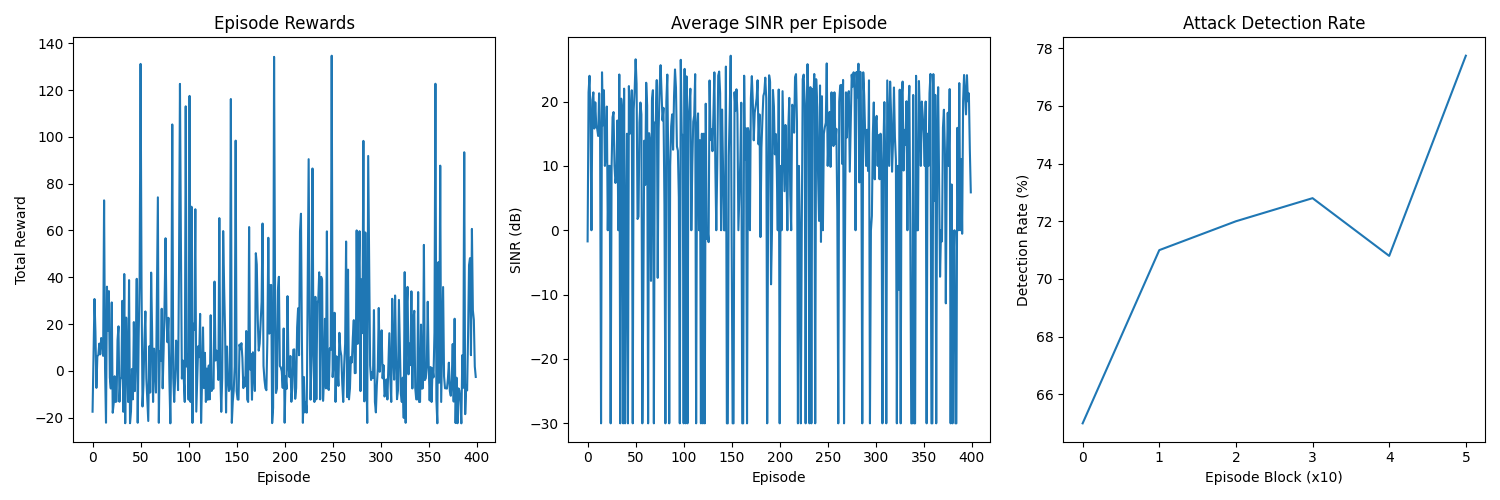 Episode Rewards
140
120
100
80
60
40
20
0
−20
Total Reward
0 50 100 150 200 250 300 350 400
Episode
Average SINR per Episode
20
10
0
−10
−20
−30
SINR (dB)
0 50 100 150 200 250 300 350 400
Episode
Attack Detection Rate
78
76
74
72
70
68
66
Detection Rate (%)
0 1 2 3 4 5
Episode Block (x10)